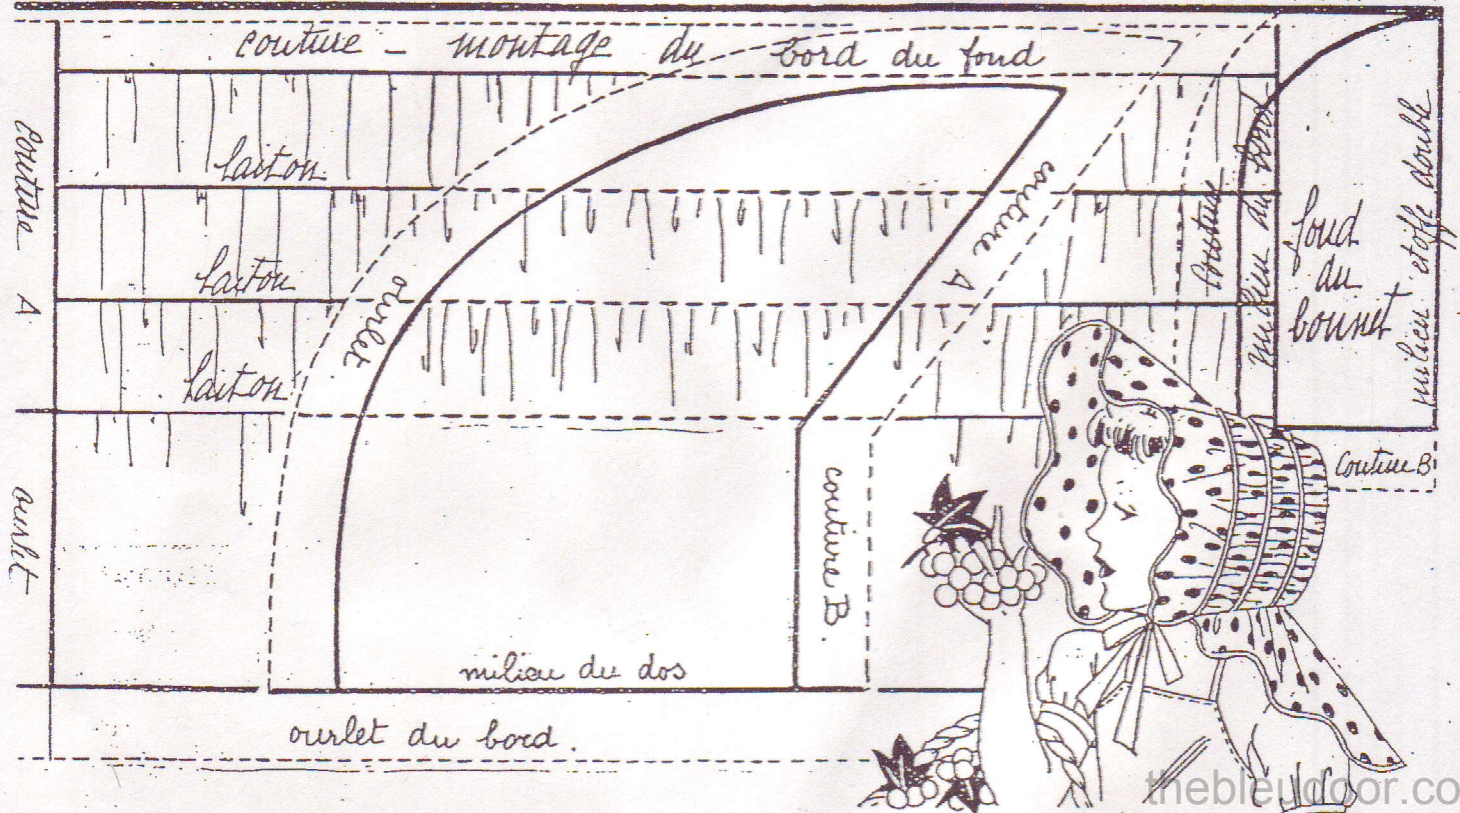 couture - montage du bord du fond
couture A
laiton
laiton
laiton
ourlet
ourlet
couture A
couture
milieu du bord
fond
du
bonnet
milieu étoffe double
couture B
couture B.
milieu du dos
ourlet du bord.
thebleudoor.co